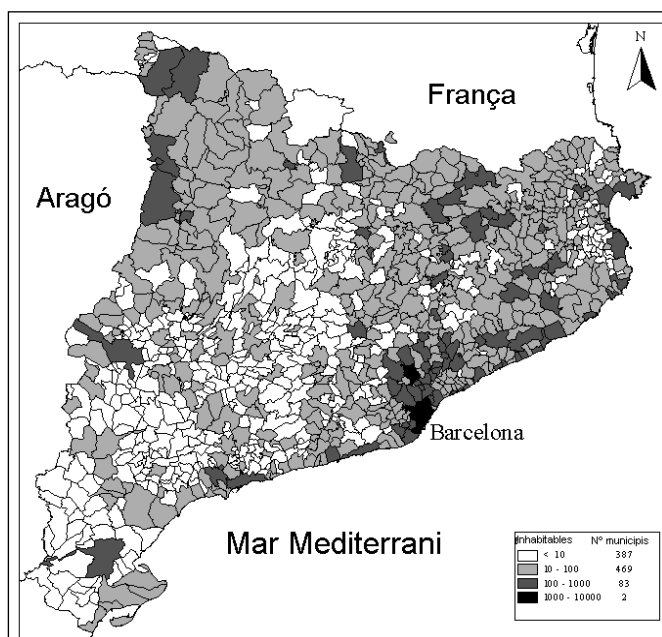 N
França
Aragó
Barcelona
Mar Mediterrani
Inhabitables Nº municipis
< 10 387
10 - 100 469
100 - 1000 83
1000 - 10000 2